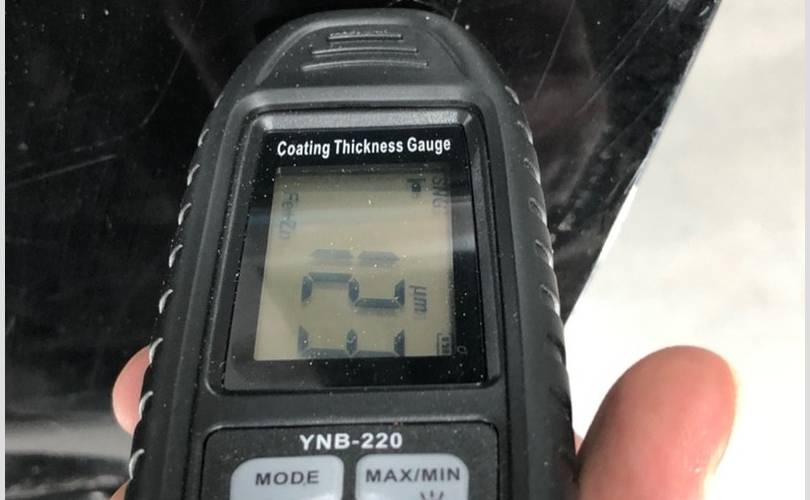 Coating Thickness Gauge
µm
YNB-220
MODE
MAX/MIN